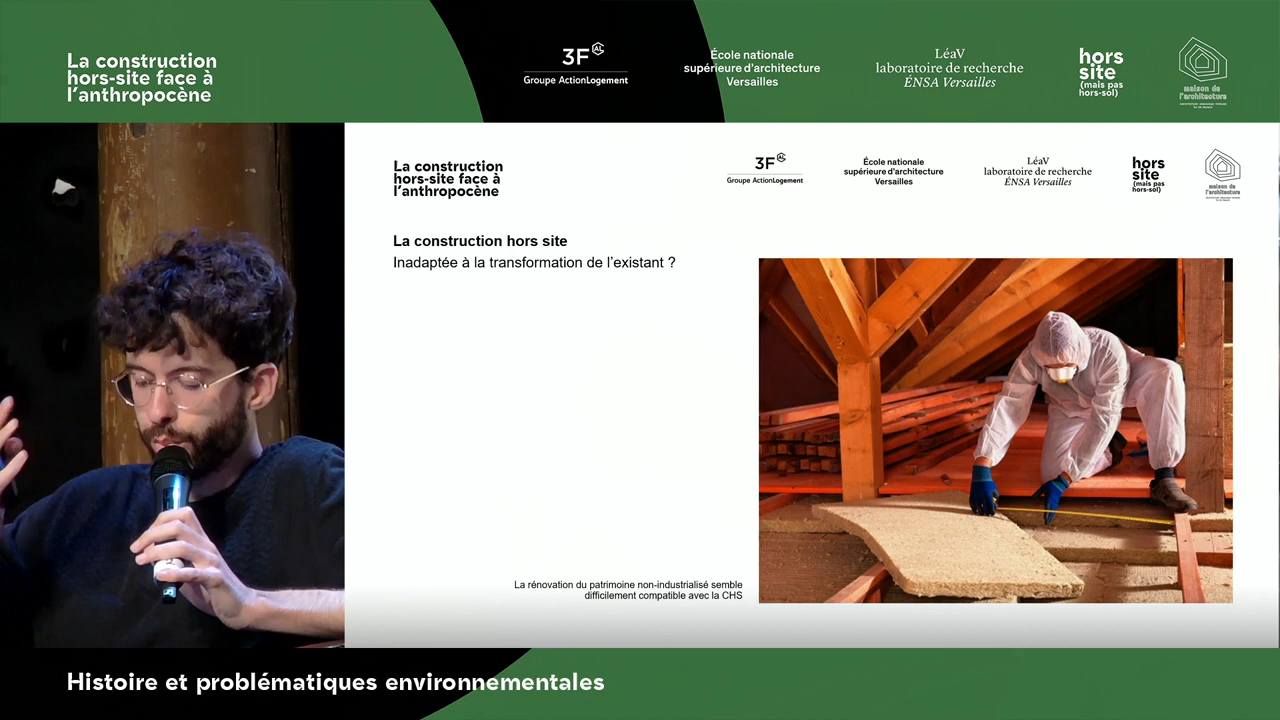 La construction
hors-site face à
l'anthropocène
3F AL
Groupe ActionLogement
École nationale
supérieure d'architecture
Versailles
LéaV
laboratoire de recherche
ÉNSA Versailles
hors
site
(mais pas
hors-sol)
maison de
l'architecture
La construction
hors-site face à
l'anthropocène
3F AL
Groupe ActionLogement
École nationale
supérieure d'architecture
Versailles
LéaV
laboratoire de recherche
ÉNSA Versailles
hors
site
(mais pas
hors-sol)
maison de
l'architecture
La construction hors site
Inadaptée à la transformation de l'existant ?
La rénovation du patrimoine non-industrialisé semble
difficilement compatible avec la CHS
Histoire et problématiques environnementales